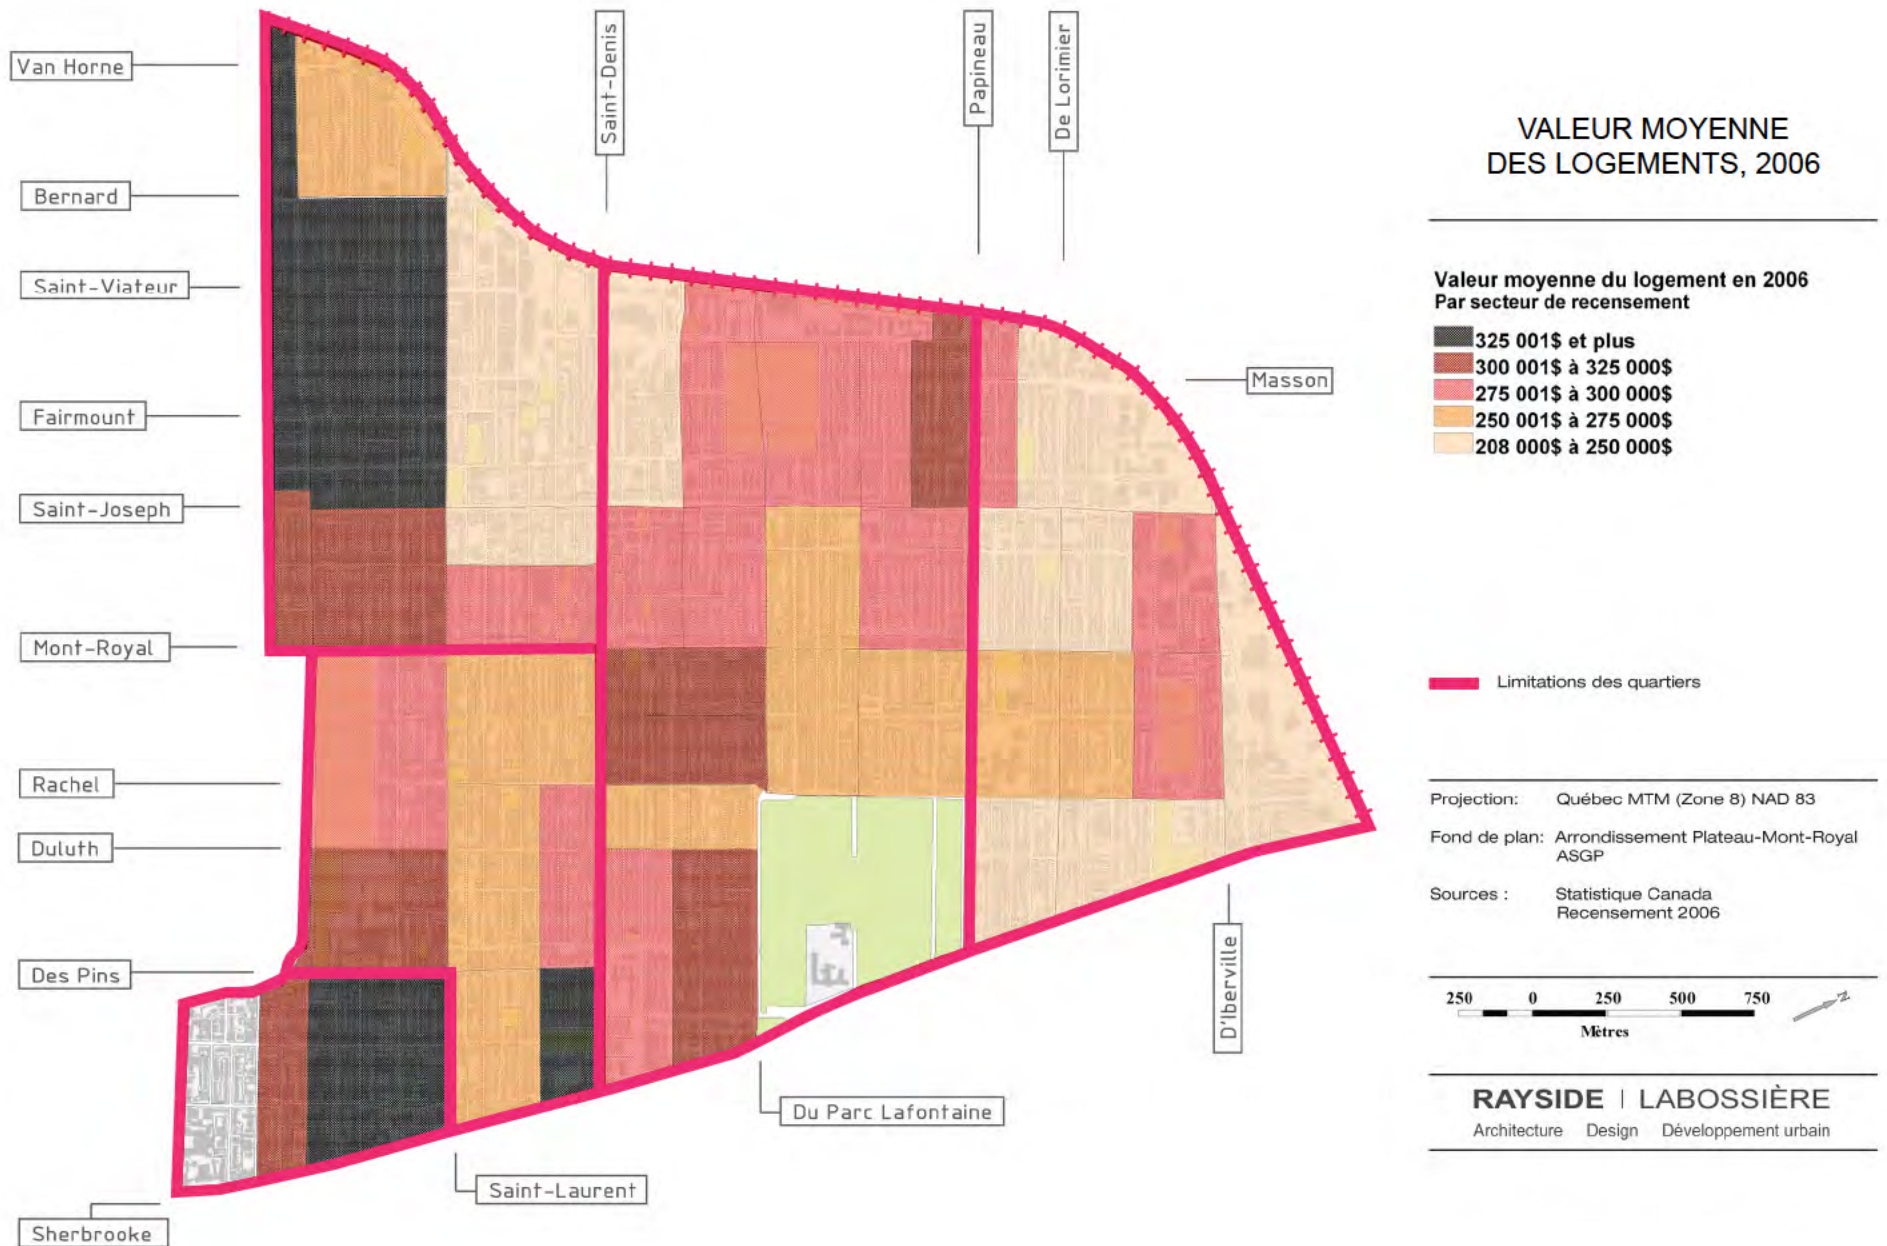 Van Horne
Bernard
Saint-Viateur
Fairmount
Saint-Joseph
Mont-Royal
Rachel
Duluth
Des Pins
Sherbrooke
Saint-Denis
Papineau
De Lorimier
Masson
D'Iberville
Du Parc Lafontaine
Saint-Laurent
VALEUR MOYENNE
DES LOGEMENTS, 2006
Valeur moyenne du logement en 2006
Par secteur de recensement
325 001$ et plus
300 001$ à 325 000$
275 001$ à 300 000$
250 001$ à 275 000$
208 000$ à 250 000$
Limitations des quartiers
Projection: Québec MTM (Zone 8) NAD 83
Fond de plan: Arrondissement Plateau-Mont-Royal
ASGP
Sources : Statistique Canada
Recensement 2006
250 0 250 500 750
Mètres
N
RAYSIDE | LABOSSIÈRE
Architecture Design Développement urbain